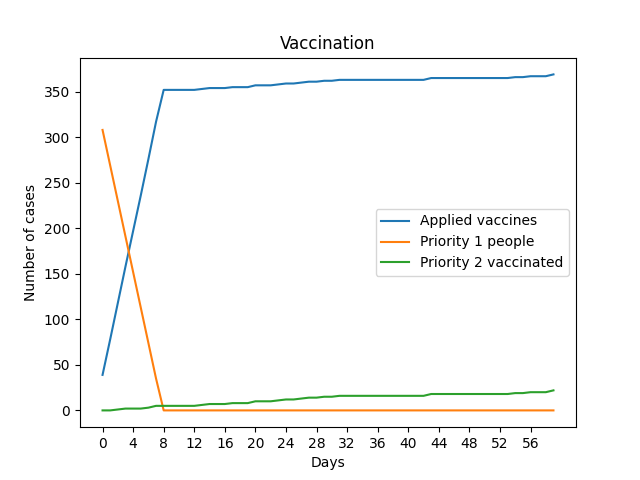 Vaccination
Number of cases
350
300
250
200
150
100
50
0
Applied vaccines
Priority 1 people
Priority 2 vaccinated
0 4 8 12 16 20 24 28 32 36 40 44 48 52 56
Days